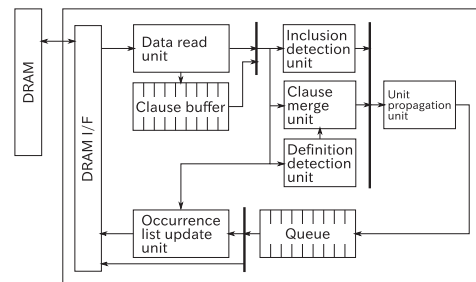 DRAM
DRAM I/F
Data read
unit
Clause buffer
Inclusion
detection
unit
Clause
merge
unit
Definition
detection
unit
Unit
propagation
unit
Occurrence
list update
unit
Queue